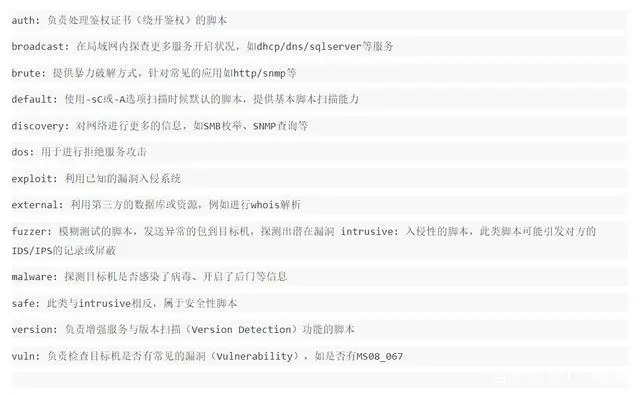 auth: 负责处理鉴权证书（绕开鉴权）的脚本
broadcast: 在局域网内探查更多服务开启状况，如dhcp/dns/sqlserver等服务
brute: 提供暴力破解方式，针对常见的应用如http/snmp等
default: 使用-sC或-A选项扫描时候默认的脚本，提供基本脚本扫描能力
discovery: 对网络进行更多的信息，如SMB枚举、SNMP查询等
dos: 用于进行拒绝服务攻击
exploit: 利用已知的漏洞入侵系统
external: 利用第三方的数据库或资源，例如进行whois解析
fuzzer: 模糊测试的脚本，发送异常的包到目标机，探测出潜在漏洞 intrusive: 入侵性的脚本，此类脚本可能引发对方的
IDS/IPS的记录或屏蔽
malware: 探测目标机是否感染了病毒、开启了后门等信息
safe: 此类与intrusive相反，属于安全性脚本
version: 负责增强服务与版本扫描（Version Detection）功能的脚本
vuln: 负责检查目标机是否有常见的漏洞（Vulnerability），如是否有MS08_067